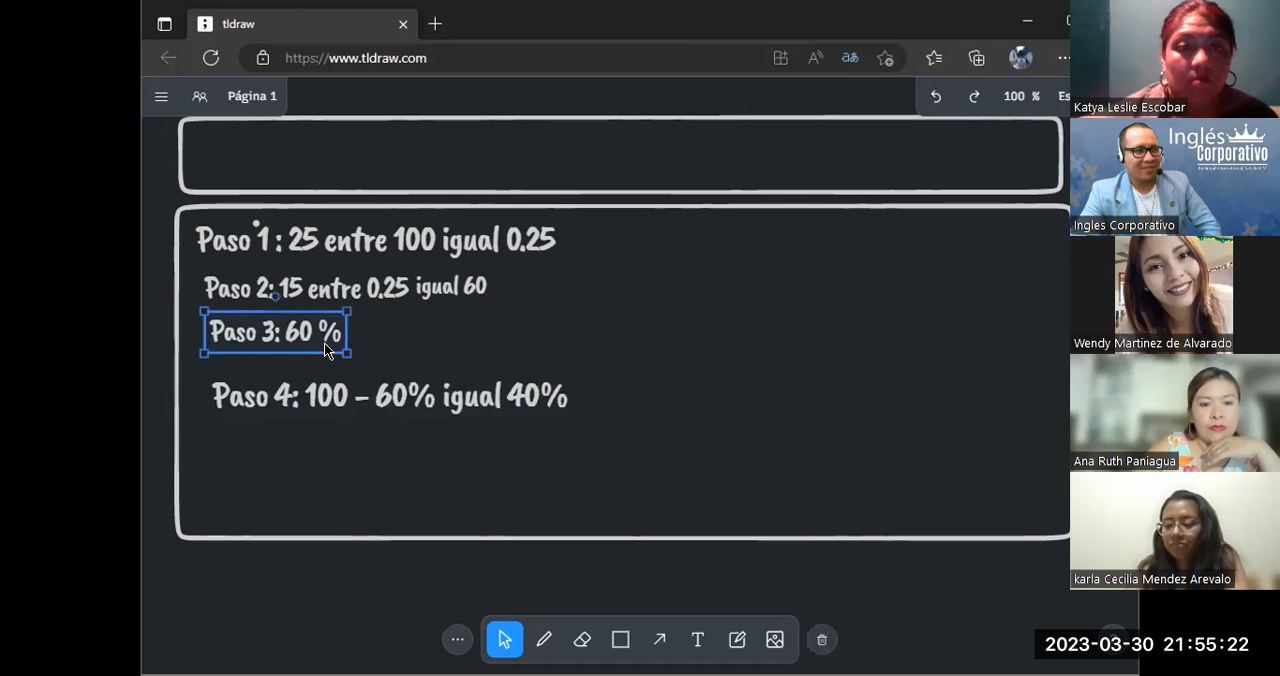 tldraw
https://www.tldraw.com
Página 1
100 %
Es
Paso 1 : 25 entre 100 igual 0.25
Paso 2: 15 entre 0.25 igual 60
Paso 3: 60 %
Paso 4: 100 - 60% igual 40%
Katya Leslie Escobar
Inglés
Corporativo
Ingles Corporativo
Wendy Martinez de Alvarado
Ana Ruth Paniagua
karla Cecilia Mendez Arevalo
2023-03-30 21:55:22